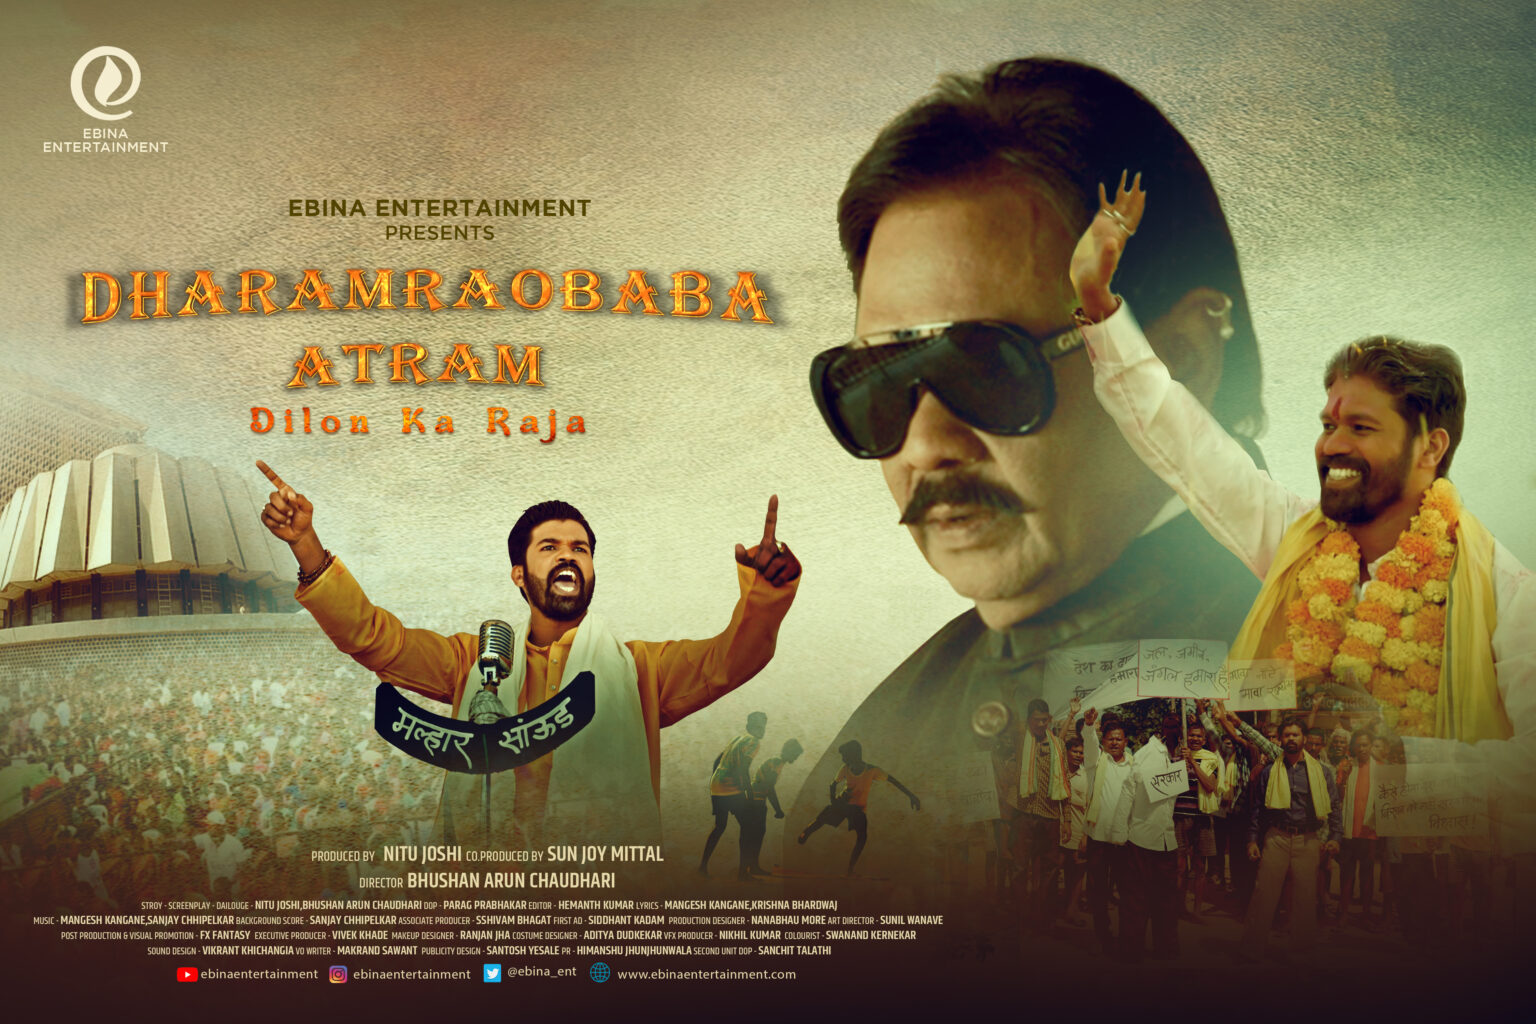 EBINA
ENTERTAINMENT
EBINA ENTERTAINMENT
PRESENTS
DHARAMRAOBABA
ATRAM
Dilon Ka Raja
GU
मल्हार सांऊड
देश का
हमारा
जल, जमीन,
जंगल हमारा है
सरकार
विश्वास!
PRODUCED BY NITU JOSHI CO.PRODUCED BY SUN JOY MITTAL
DIRECTOR BHUSHAN ARUN CHAUDHARI
STROY - SCREENPLAY - DAILOUGE - NITU JOSHI,BHUSHAN ARUN CHAUDHARI DOP - PARAG PRABHAKAR EDITOR - HEMANTH KUMAR LYRICS - MANGESH KANGANE,KRISHNA BHARDWAJ
MUSIC - MANGESH KANGANE,SANJAY CHHIPELKAR BACKGROUND SCORE - SANJAY CHHIPELKAR ASSOCIATE PRODUCER - SSHIVAM BHAGAT FIRST AD - SIDDHANT KADAM PRODUCTION DESIGNER - NANABHAU MORE ART DIRECTOR - SUNIL WANAVE
POST PRODUCTION & VISUAL PROMOTION - FX FANTASY EXECUTIVE PRODUCER - VIVEK KHADE MAKEUP DESIGNER - RANJAN JHA COSTUME DESIGNER - ADITYA DUDKEKAR VFX PRODUCER - NIKHIL KUMAR COLOURIST - SWANAND KERNEKAR
SOUND DESIGN - VIKRANT KHICHANGIA VO WRITER - MAKRAND SAWANT PUBLICITY DESIGN - SANTOSH YESALE PR - HIMANSHU JHUNJHUNWALA SECOND UNIT DOP - SANCHIT TALATHI
ebinaentertainment ebinaentertainment @ebina_ent www.ebinaentertainment.com